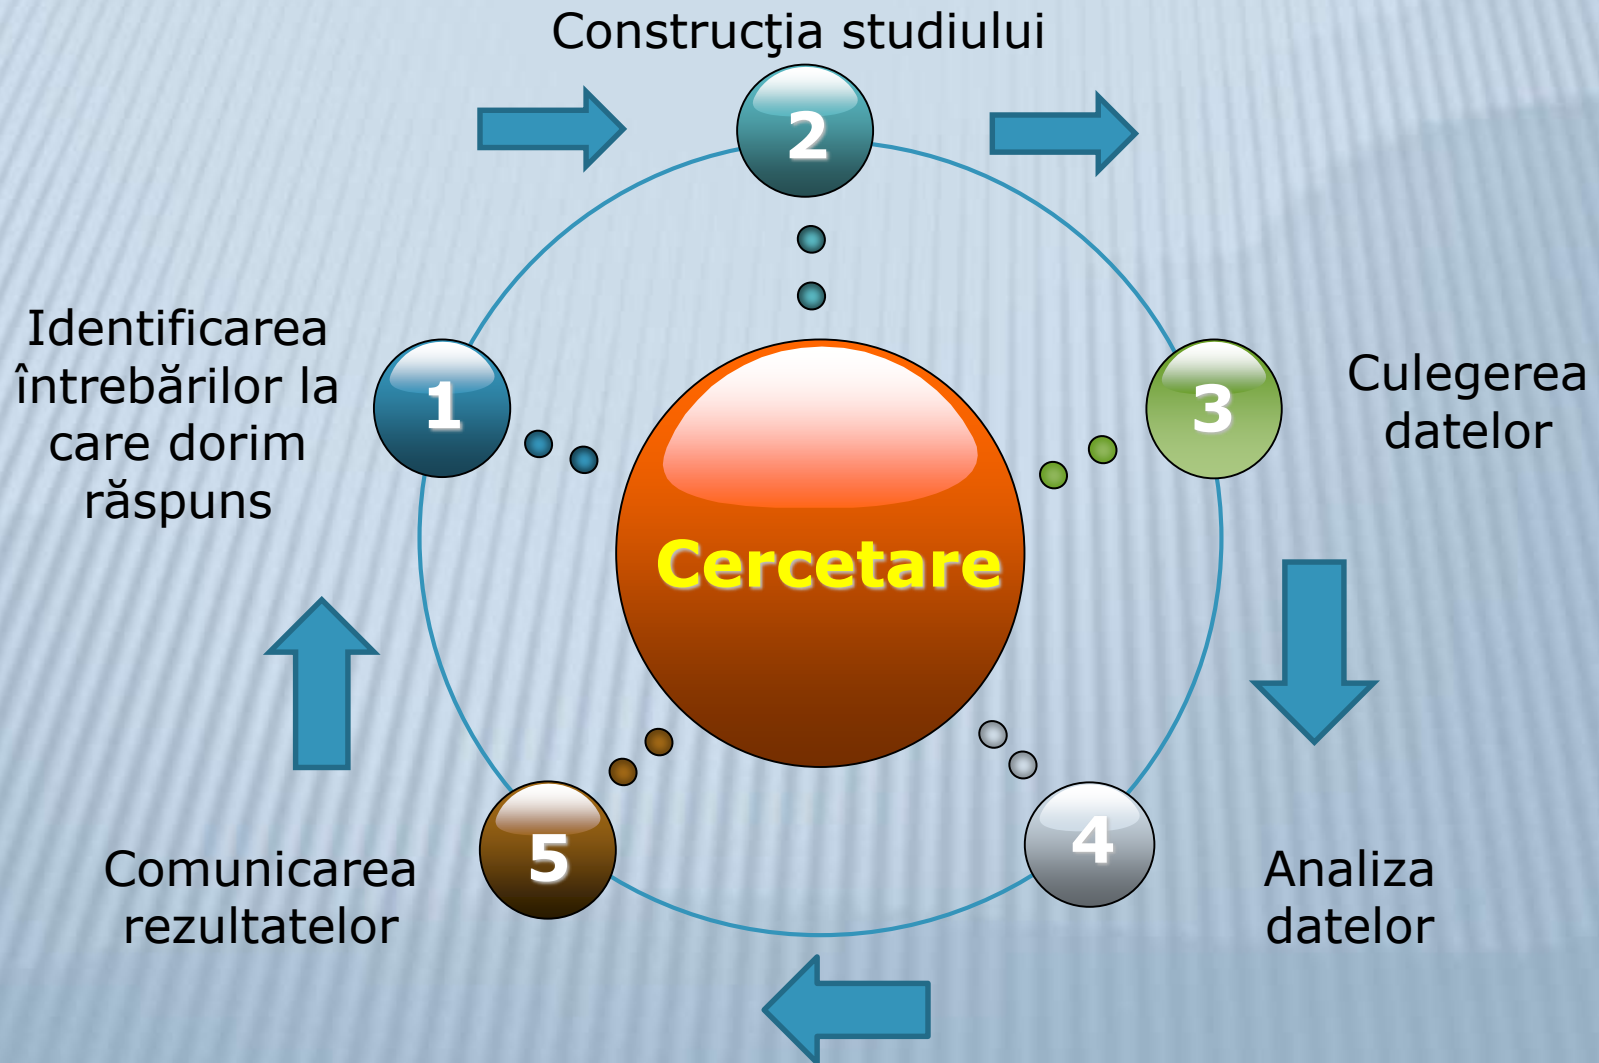 Construcţia studiului
2
Identificarea
întrebărilor la
care dorim
răspuns
1
3
Culegerea
datelor
Cercetare
5
Comunicarea
rezultatelor
4
Analiza
datelor